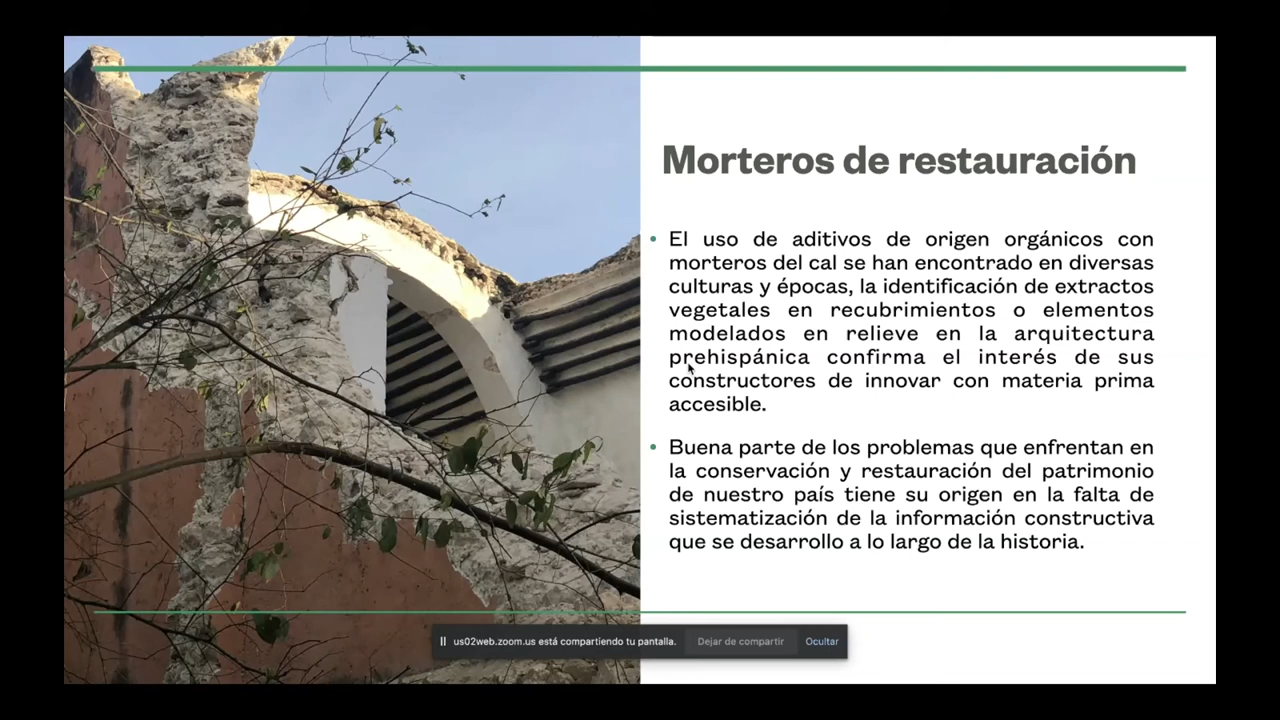 Morteros de restauración
• El uso de aditivos de origen orgánicos con
morteros del cal se han encontrado en diversas
culturas y épocas, la identificación de extractos
vegetales en recubrimientos o elementos
modelados en relieve en la arquitectura
prehispánica confirma el interés de sus
constructores de innovar con materia prima
accesible.
• Buena parte de los problemas que enfrentan en
la conservación y restauración del patrimonio
de nuestro país tiene su origen en la falta de
sistematización de la información constructiva
que se desarrollo a lo largo de la historia.
us02web.zoom.us está compartiendo tu pantalla. Dejar de compartir Ocultar